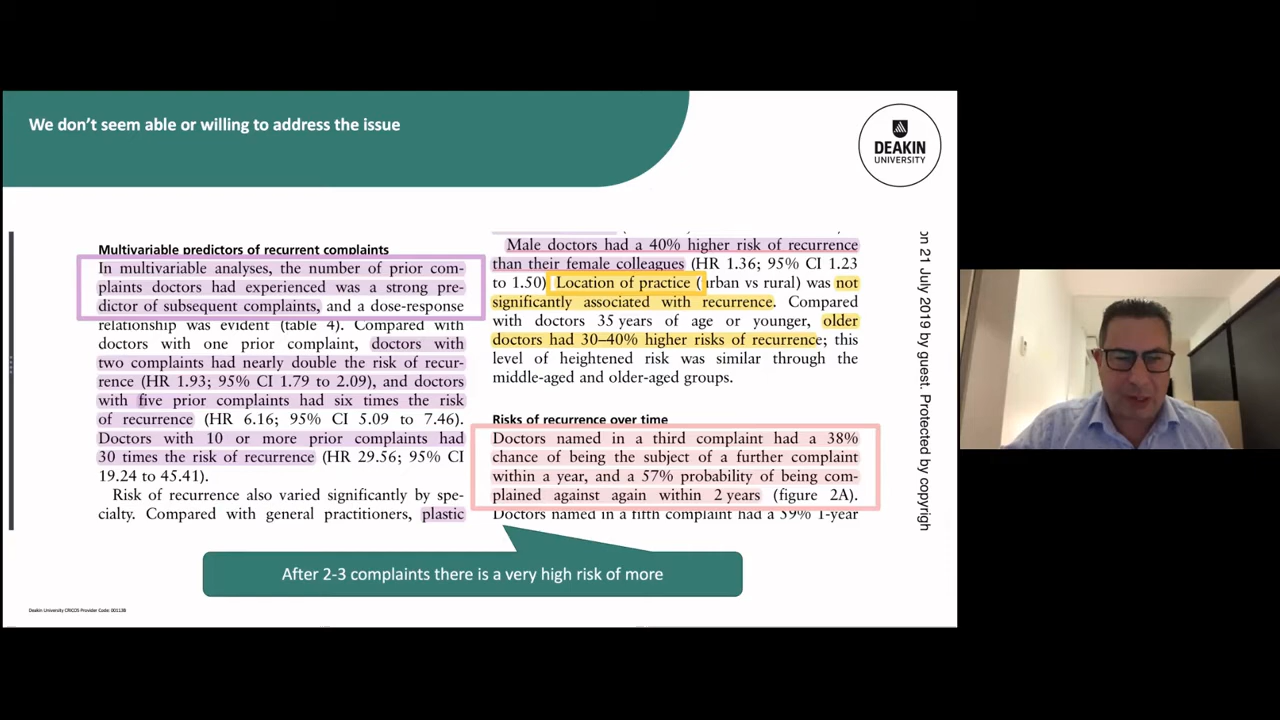 We don't seem able or willing to address the issue
DEAKIN
UNIVERSITY
Multivariable predictors of recurrent complaints
In multivariable analyses, the number of prior com-
plaints doctors had experienced was a strong pre-
dictor of subsequent complaints, and a dose-response
relationship was evident (table 4). Compared with
doctors with one prior complaint, doctors with
two complaints had nearly double the risk of recur-
rence (HR 1.93; 95% CI 1.79 to 2.09), and doctors
with five prior complaints had six times the risk
of recurrence (HR 6.16; 95% CI 5.09 to 7.46).
Doctors with 10 or more prior complaints had
30 times the risk of recurrence (HR 29.56; 95% CI
19.24 to 45.41).
Risk of recurrence also varied significantly by spe-
cialty. Compared with general practitioners, plastic
Male doctors had a 40% higher risk of recurrence
than their female colleagues (HR 1.36; 95% CI 1.23
to 1.50) Location of practice (urban vs rural) was not
significantly associated with recurrence. Compared
with doctors 35 years of age or younger, older
doctors had 30–40% higher risks of recurrence; this
level of heightened risk was similar through the
middle-aged and older-aged groups.
Risks of recurrence over time
Doctors named in a third complaint had a 38%
chance of being the subject of a further complaint
within a year, and a 57% probability of being com-
plained against again within 2 years (figure 2A).
Doctors named in a fifth complaint had a 59% 1-year
on 21 July 2019 by guest. Protected by copyrigh
After 2-3 complaints there is a very high risk of more
Deakin University CRICOS Provider Code: 00113B